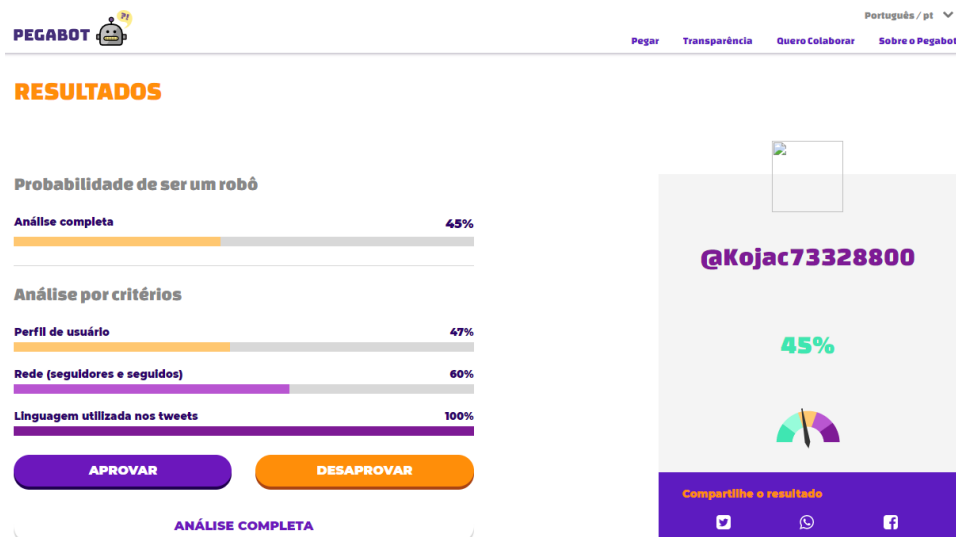 Português / pt
P!
PEGABOT
Pegar Transparência Quero Colaborar Sobre o Pegabot
RESULTADOS
Probabilidade de ser um robô
Análise completa 45%
Análise por critérios
Perfil de usuário 47%
Rede (seguidores e seguidos) 60%
Linguagem utilizada nos tweets 100%
APROVAR DESAPROVAR
ANÁLISE COMPLETA
@Kojac73328800
45%
Compartilhe o resultado